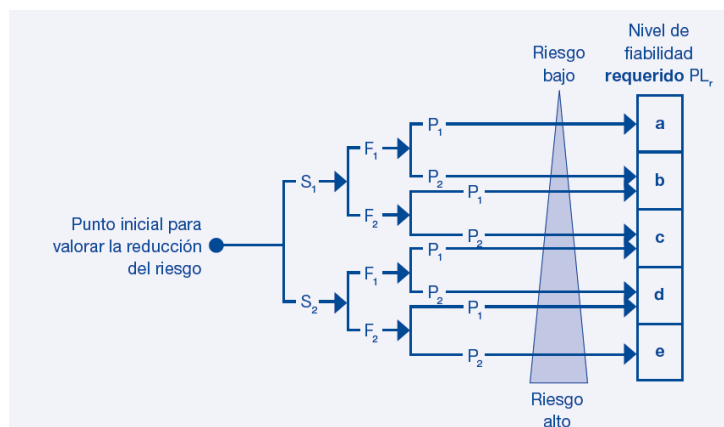 Nivel de
fiabilidad
requerido PLr
Riesgo
bajo
P1
a
F1
S1
P2
b
P1
F2
Punto inicial para
valorar la reducción
del riesgo
P2
c
P1
F1
S2
P2
d
P1
F2
P2
e
Riesgo
alto